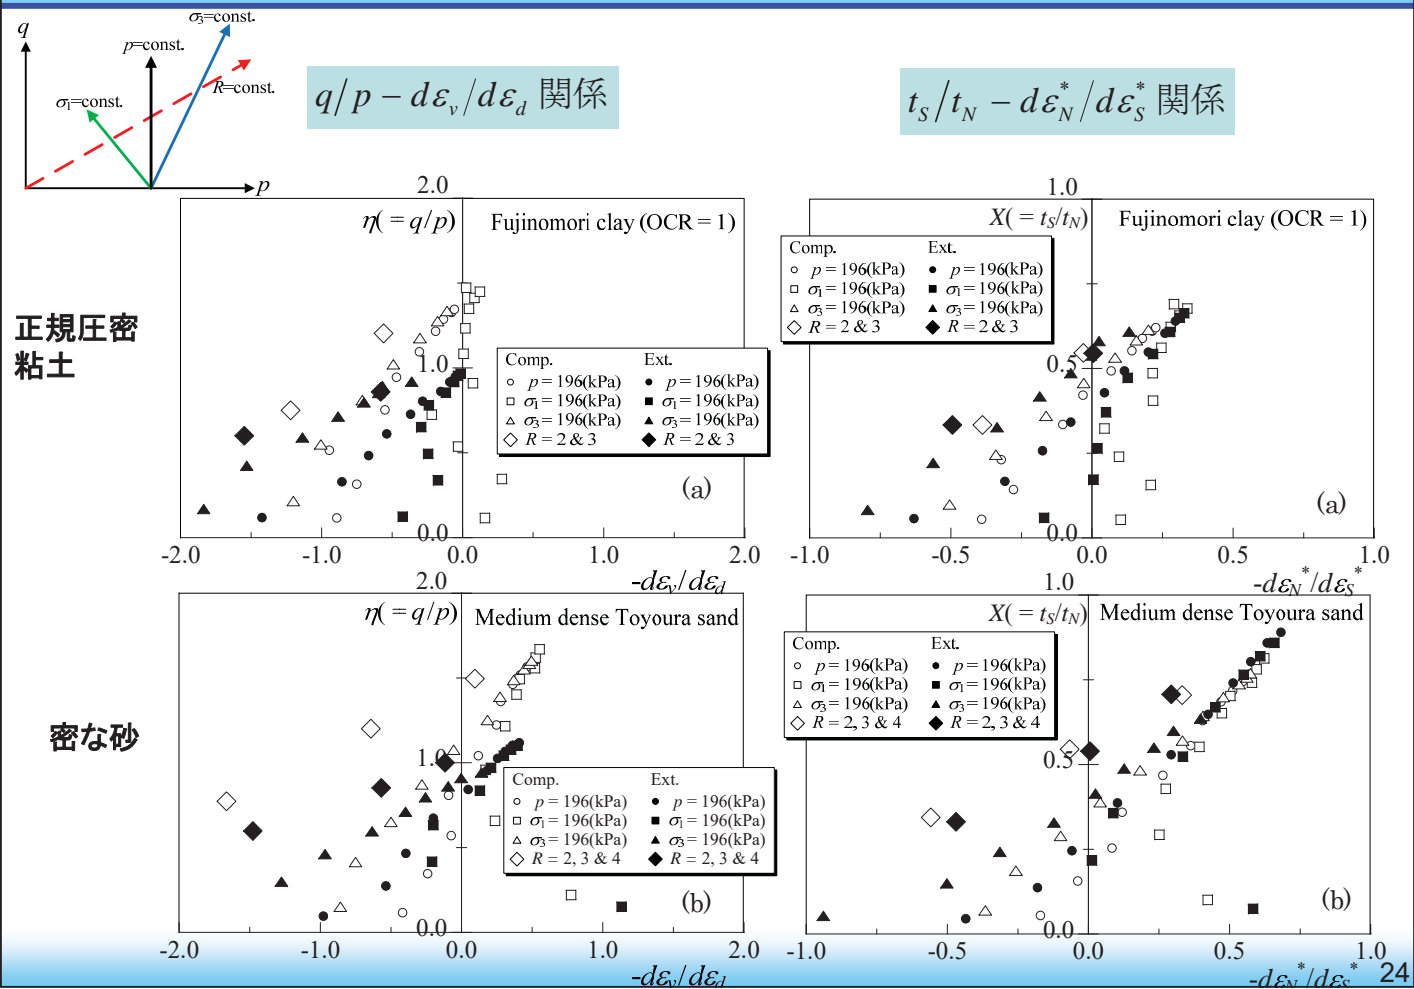 q
σ3=const.
p=const.
R=const.
σ1=const.
p
q/p − dεv/dεd 関係
tS/tN − dεN*/dεS* 関係
正規圧密
粘土
2.0
η(=q/p)
Fujinomori clay (OCR = 1)
1.0
Comp. Ext.
p = 196(kPa) p = 196(kPa)
σ1 = 196(kPa) σ1 = 196(kPa)
σ3 = 196(kPa) σ3 = 196(kPa)
R = 2 & 3 R = 2 & 3
(a)
0.0
-2.0 -1.0 0.0 1.0 2.0
-dεv/dεd
1.0
X(= tS/tN)
Fujinomori clay (OCR = 1)
Comp. Ext.
p = 196(kPa) p = 196(kPa)
σ1 = 196(kPa) σ1 = 196(kPa)
σ3 = 196(kPa) σ3 = 196(kPa)
R = 2 & 3 R = 2 & 3
0.5
(a)
0.0
-1.0 -0.5 0.0 0.5 1.0
-dεN*/dεS*
密な砂
2.0
η(=q/p)
Medium dense Toyoura sand
1.0
Comp. Ext.
p = 196(kPa) p = 196(kPa)
σ1 = 196(kPa) σ1 = 196(kPa)
σ3 = 196(kPa) σ3 = 196(kPa)
R = 2, 3 & 4 R = 2, 3 & 4
(b)
0.0
-2.0 -1.0 0.0 1.0 2.0
-dεv/dεd
1.0
X(= tS/tN)
Medium dense Toyoura sand
Comp. Ext.
p = 196(kPa) p = 196(kPa)
σ1 = 196(kPa) σ1 = 196(kPa)
σ3 = 196(kPa) σ3 = 196(kPa)
R = 2, 3 & 4 R = 2, 3 & 4
0.5
(b)
0.0
-1.0 -0.5 0.0 0.5 1.0
-dεN*/dεS*
24